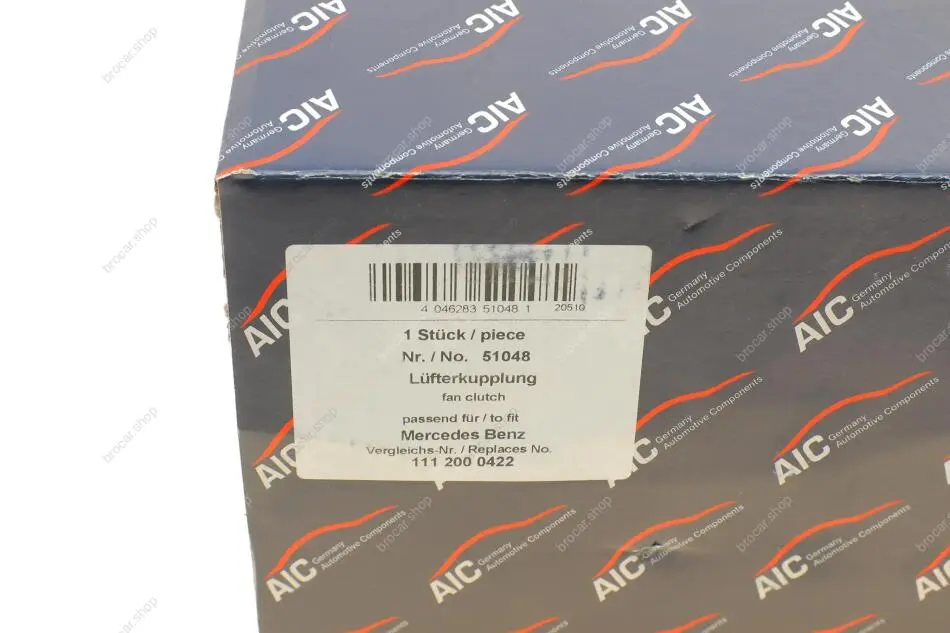 AIC Germany Automotive Components
4 046283 51048 1 20510
1 Stück / piece
Nr. / No. 51048
Lüfterkupplung
fan clutch
passend für / to fit
Mercedes Benz
Vergleichs-Nr. / Replaces No.
111 200 0422
brocar.shop